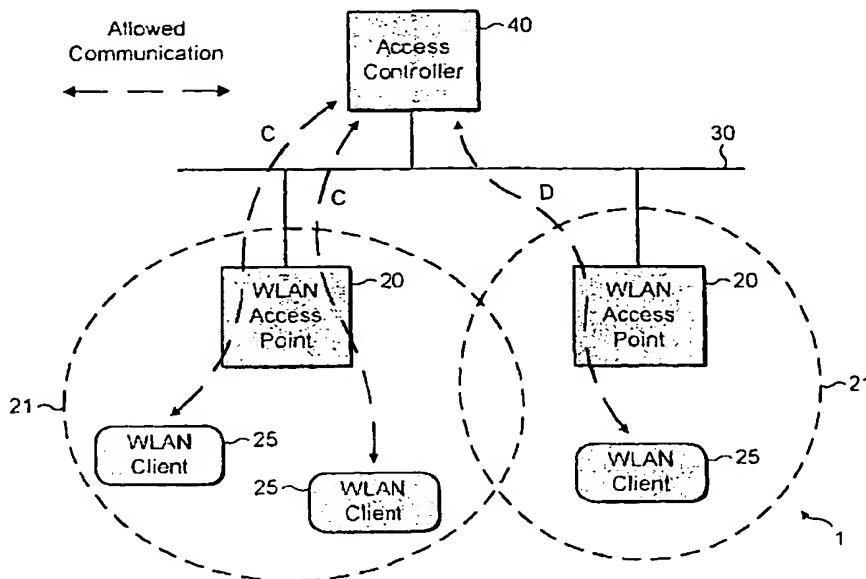 Allowed
Communication
40
Access
Controller
C
30
C
D
WLAN
Access
Point
20
WLAN
Access
Point
20
21
21
WLAN
Client
25
25
WLAN
Client
WLAN
Client
25
1